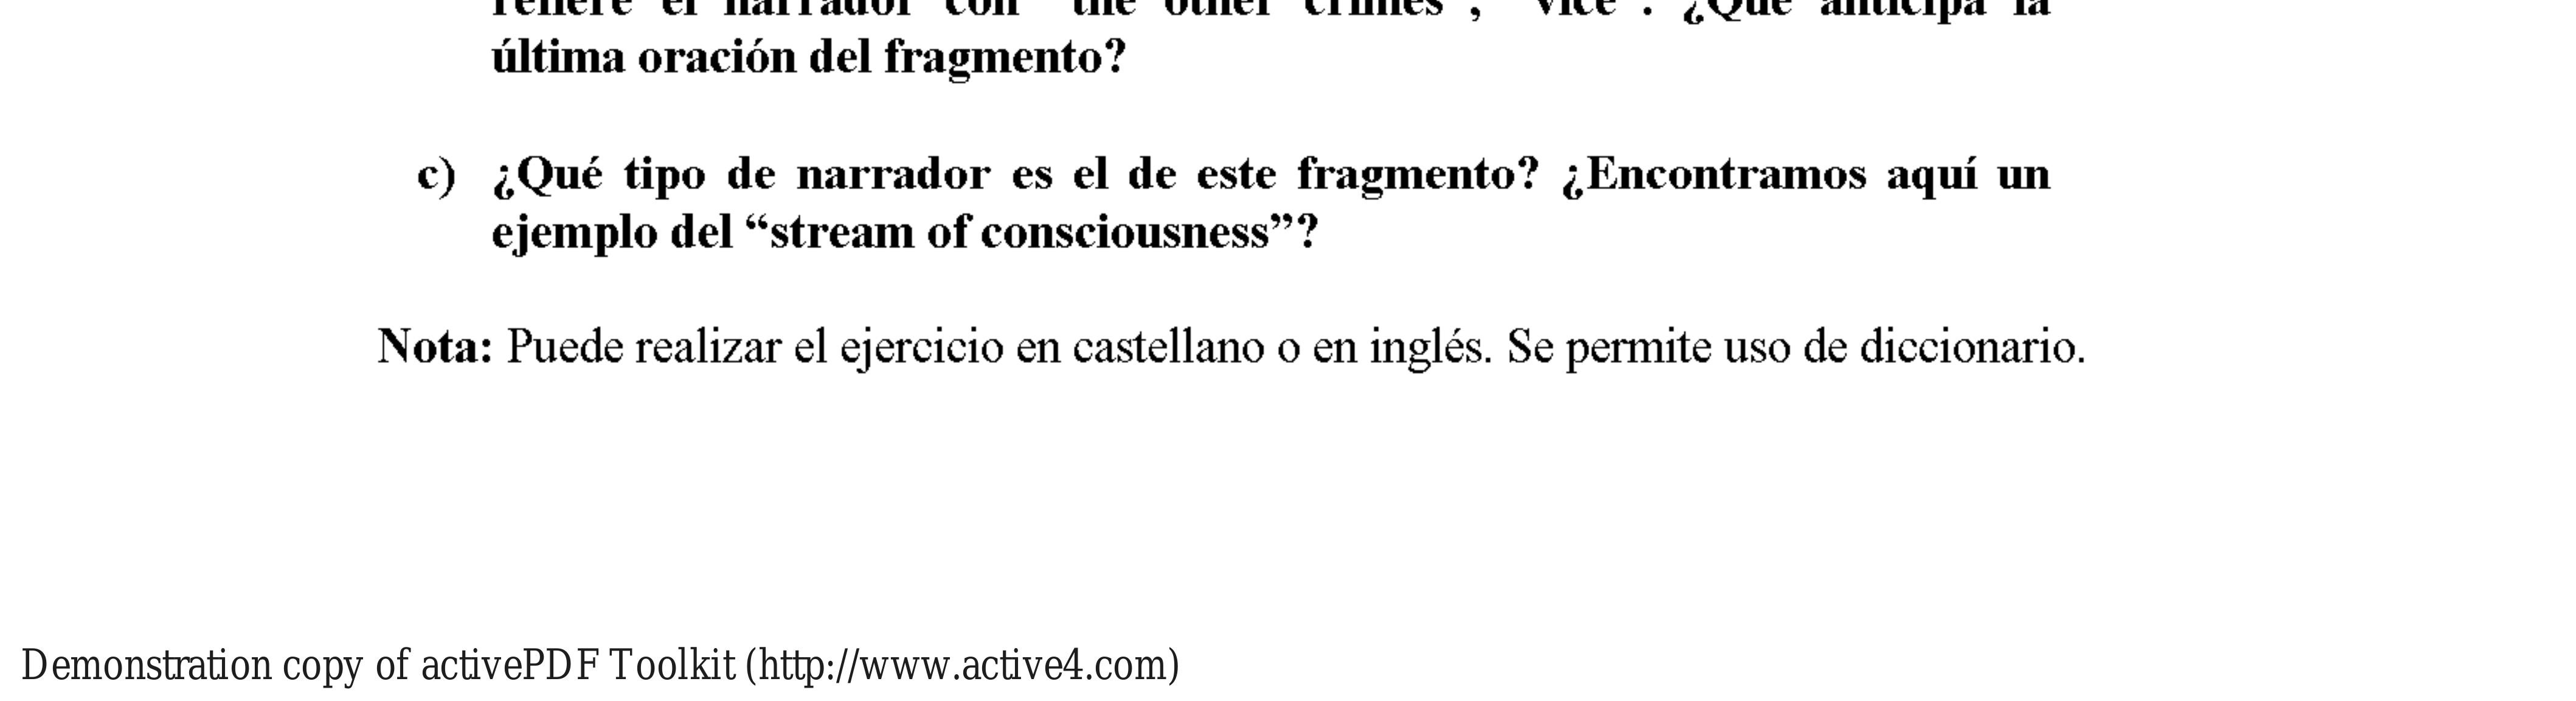 refiere el narrador con “the other crimes”, “vice”. ¿Qué anticipa la
última oración del fragmento?
c) ¿Qué tipo de narrador es el de este fragmento? ¿Encontramos aquí un
ejemplo del “stream of consciousness”?
Nota: Puede realizar el ejercicio en castellano o en inglés. Se permite uso de diccionario.
Demonstration copy of activePDF Toolkit (http://www.active4.com)